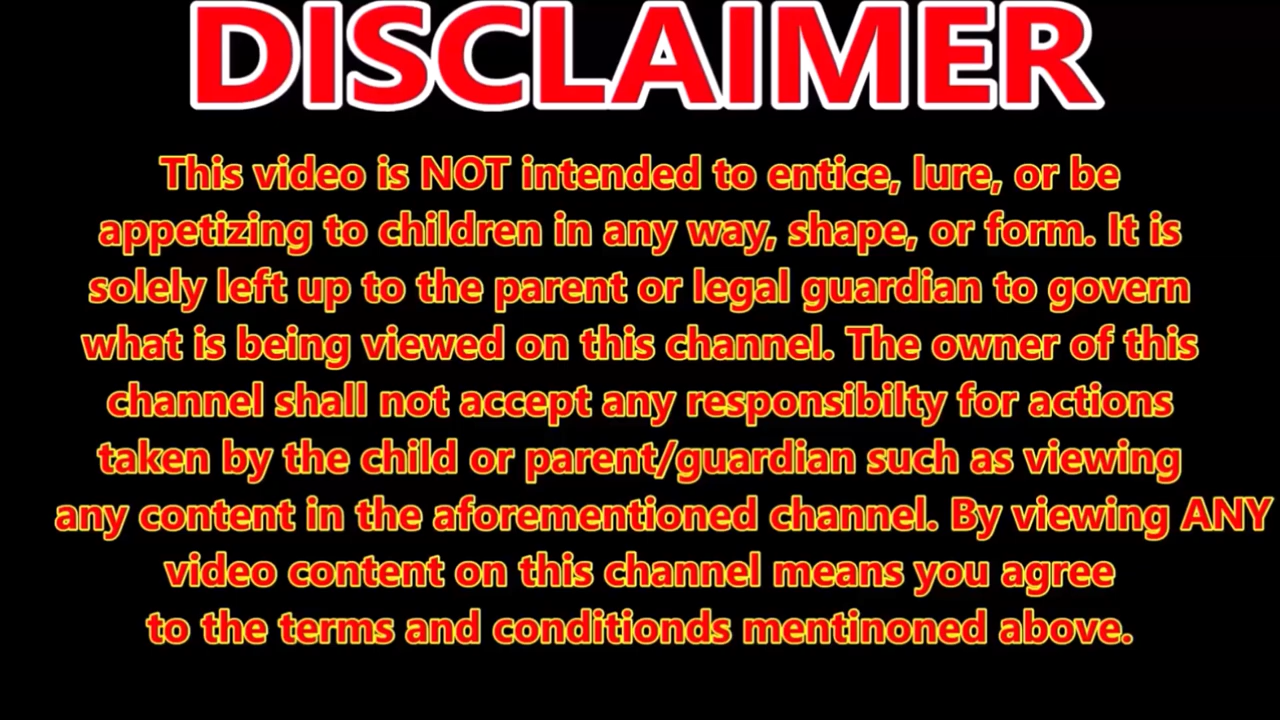 DISCLAIMER
This video is NOT intended to entice, lure, or be
appetizing to children in any way, shape, or form. It is
solely left up to the parent or legal guardian to govern
what is being viewed on this channel. The owner of this
channel shall not accept any responsibilty for actions
taken by the child or parent/guardian such as viewing
any content in the aforementioned channel. By viewing ANY
video content on this channel means you agree
to the terms and conditionds mentinoned above.